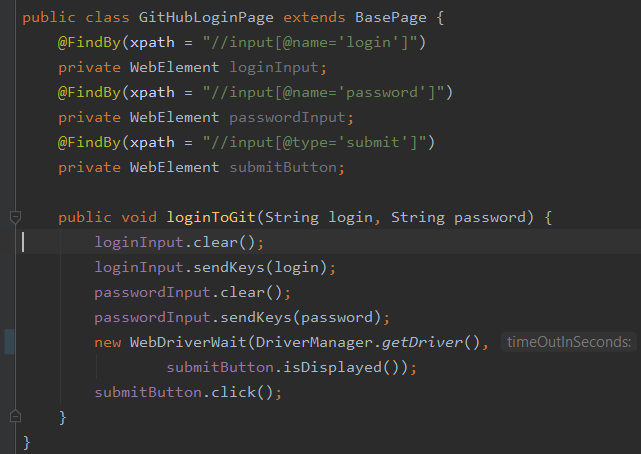 public class GitHubLoginPage extends BasePage {
    @FindBy(xpath = "//input[@name='login']")
    private WebElement loginInput;
    @FindBy(xpath = "//input[@name='password']")
    private WebElement passwordInput;
    @FindBy(xpath = "//input[@type='submit']")
    private WebElement submitButton;

    public void loginToGit(String login, String password) {
        loginInput.clear();
        loginInput.sendKeys(login);
        passwordInput.clear();
        passwordInput.sendKeys(password);
        new WebDriverWait(DriverManager.getDriver(), timeOutInSeconds:
                submitButton.isDisplayed());
        submitButton.click();
    }
}